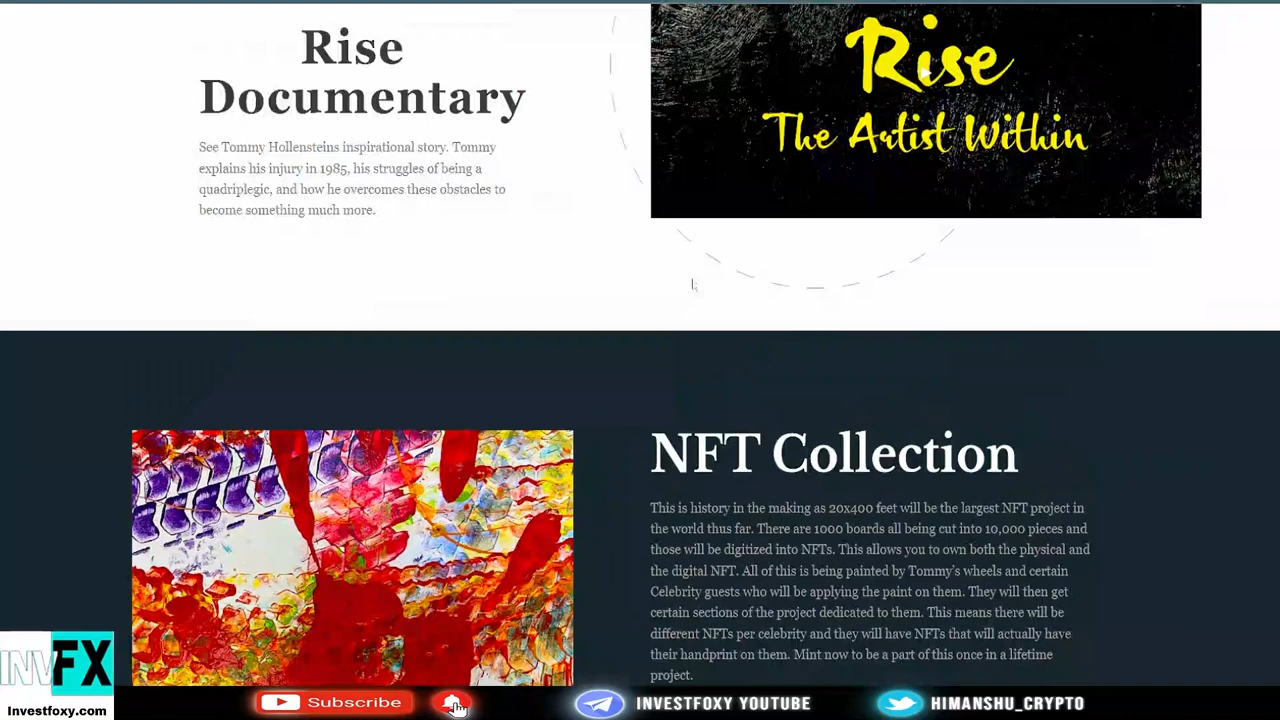 Rise
Documentary
See Tommy Hollensteins inspirational story. Tommy
explains his injury in 1985, his struggles of being a
quadriplegic, and how he overcomes these obstacles to
become something much more.
Rise
The Artist Within
NFT Collection
This is history in the making as 20x400 feet will be the largest NFT project in
the world thus far. There are 1000 boards all being cut into 10,000 pieces and
those will be digitized into NFTs. This allows you to own both the physical and
the digital NFT. All of this is being painted by Tommy's wheels and certain
Celebrity guests who will be applying the paint on them. They will then get
certain sections of the project dedicated to them. This means there will be
different NFTs per celebrity and they will have NFTs that will actually have
their handprint on them. Mint now to be a part of this once in a lifetime
project.
INVFX
Investfoxy.com
Subscribe
INVESTFOXY YOUTUBE
HIMANSHU_CRYPTO